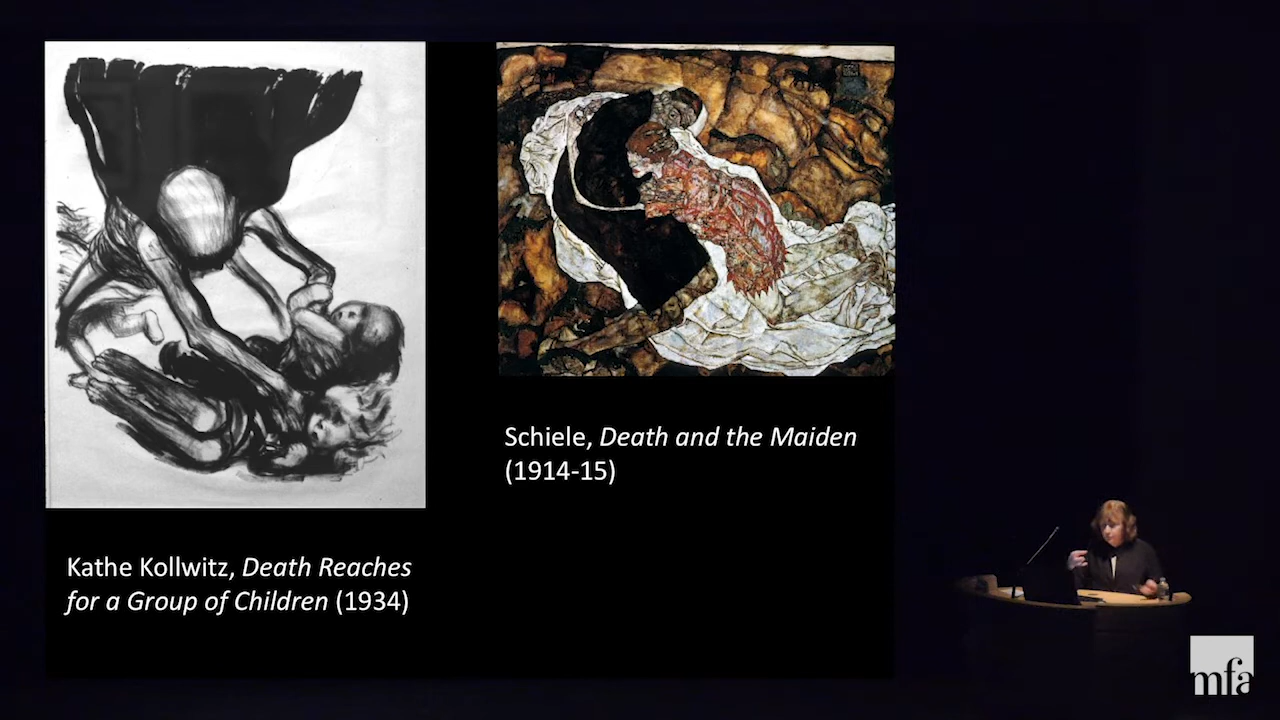 Kathe Kollwitz, Death Reaches
for a Group of Children (1934)
Schiele, Death and the Maiden
(1914-15)
mfa